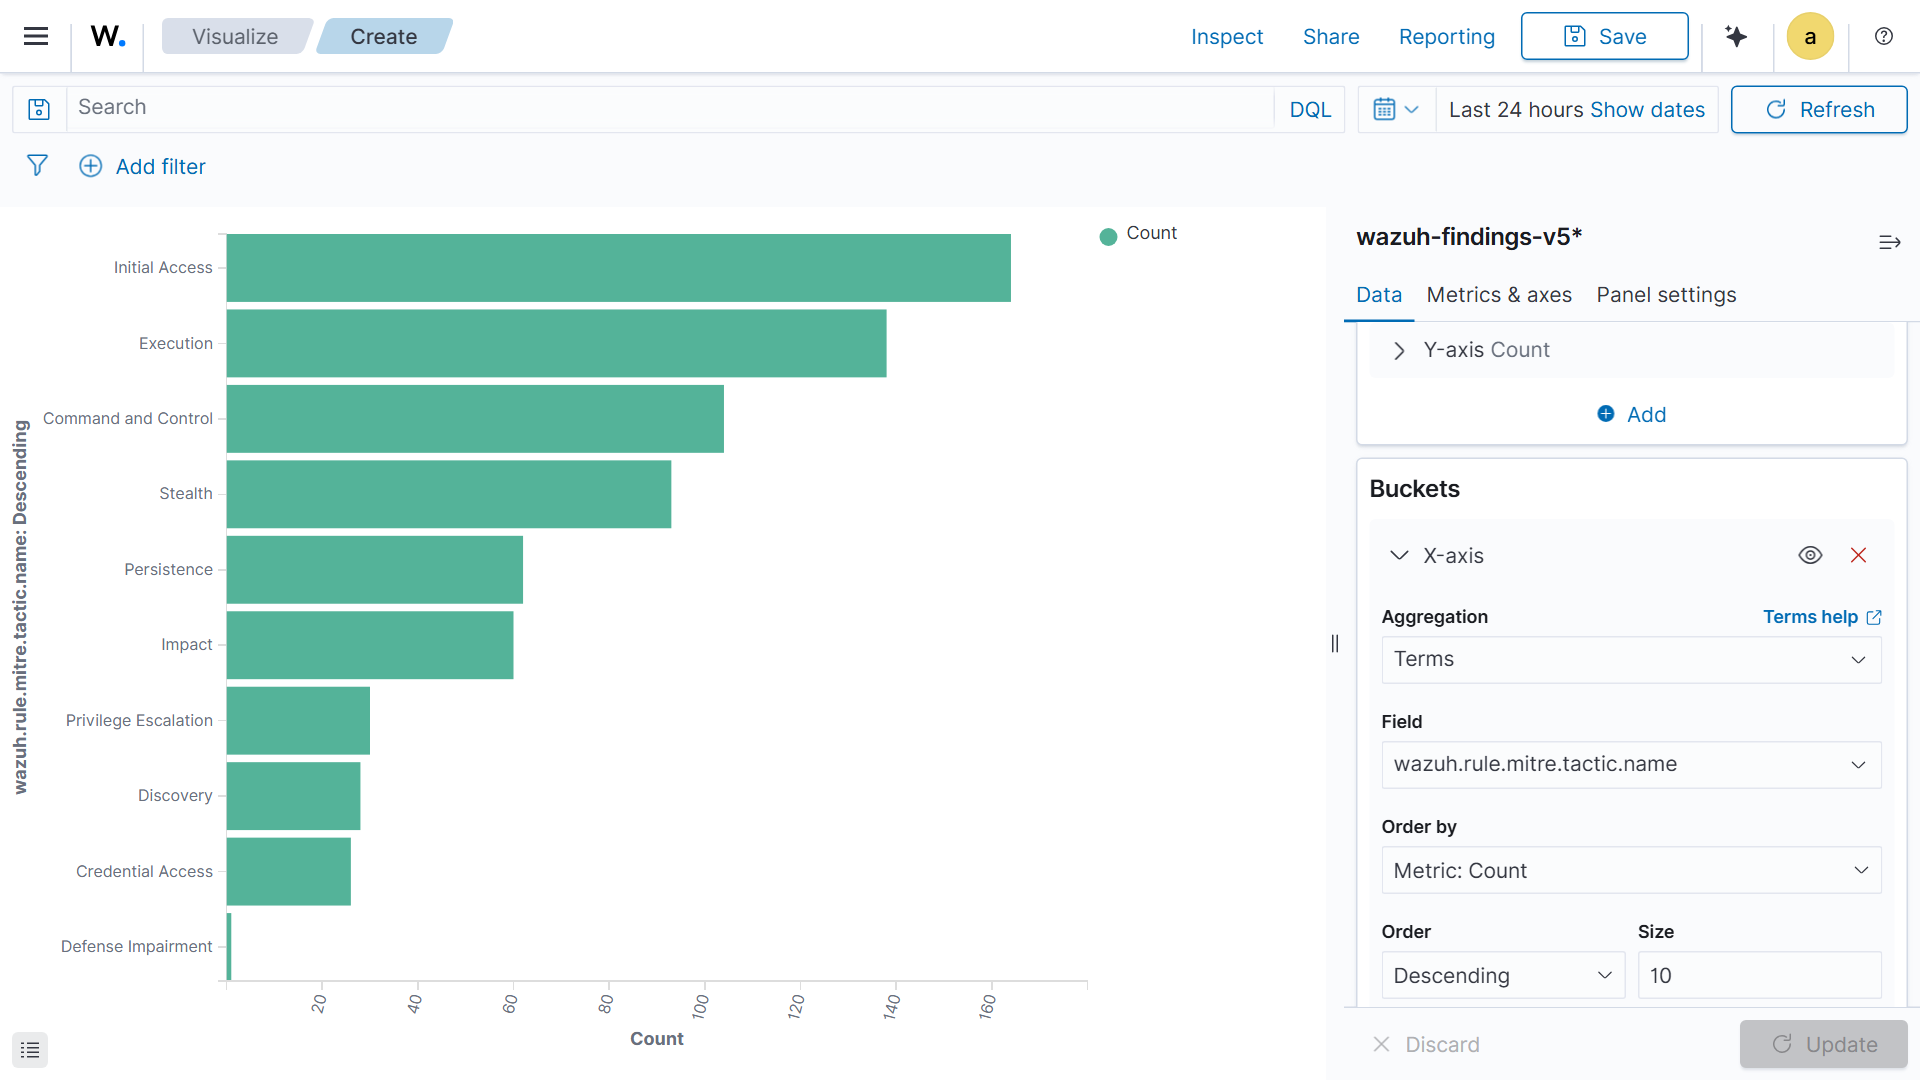 W.
Visualize
Create
Inspect
Share
Reporting
Save
a
Search
DQL
Last 24 hours Show dates
Refresh
Add filter
Count
wazuh.rule.mitre.tactic.name: Descending
Initial Access
Execution
Command and Control
Stealth
Persistence
Impact
Privilege Escalation
Discovery
Credential Access
Defense Impairment
20
40
60
80
100
120
140
160
Count
wazuh-findings-v5*
Data
Metrics & axes
Panel settings
Y-axis Count
Add
Buckets
X-axis
Aggregation
Terms help
Terms
Field
wazuh.rule.mitre.tactic.name
Order by
Metric: Count
Order
Size
Descending
10
Discard
Update